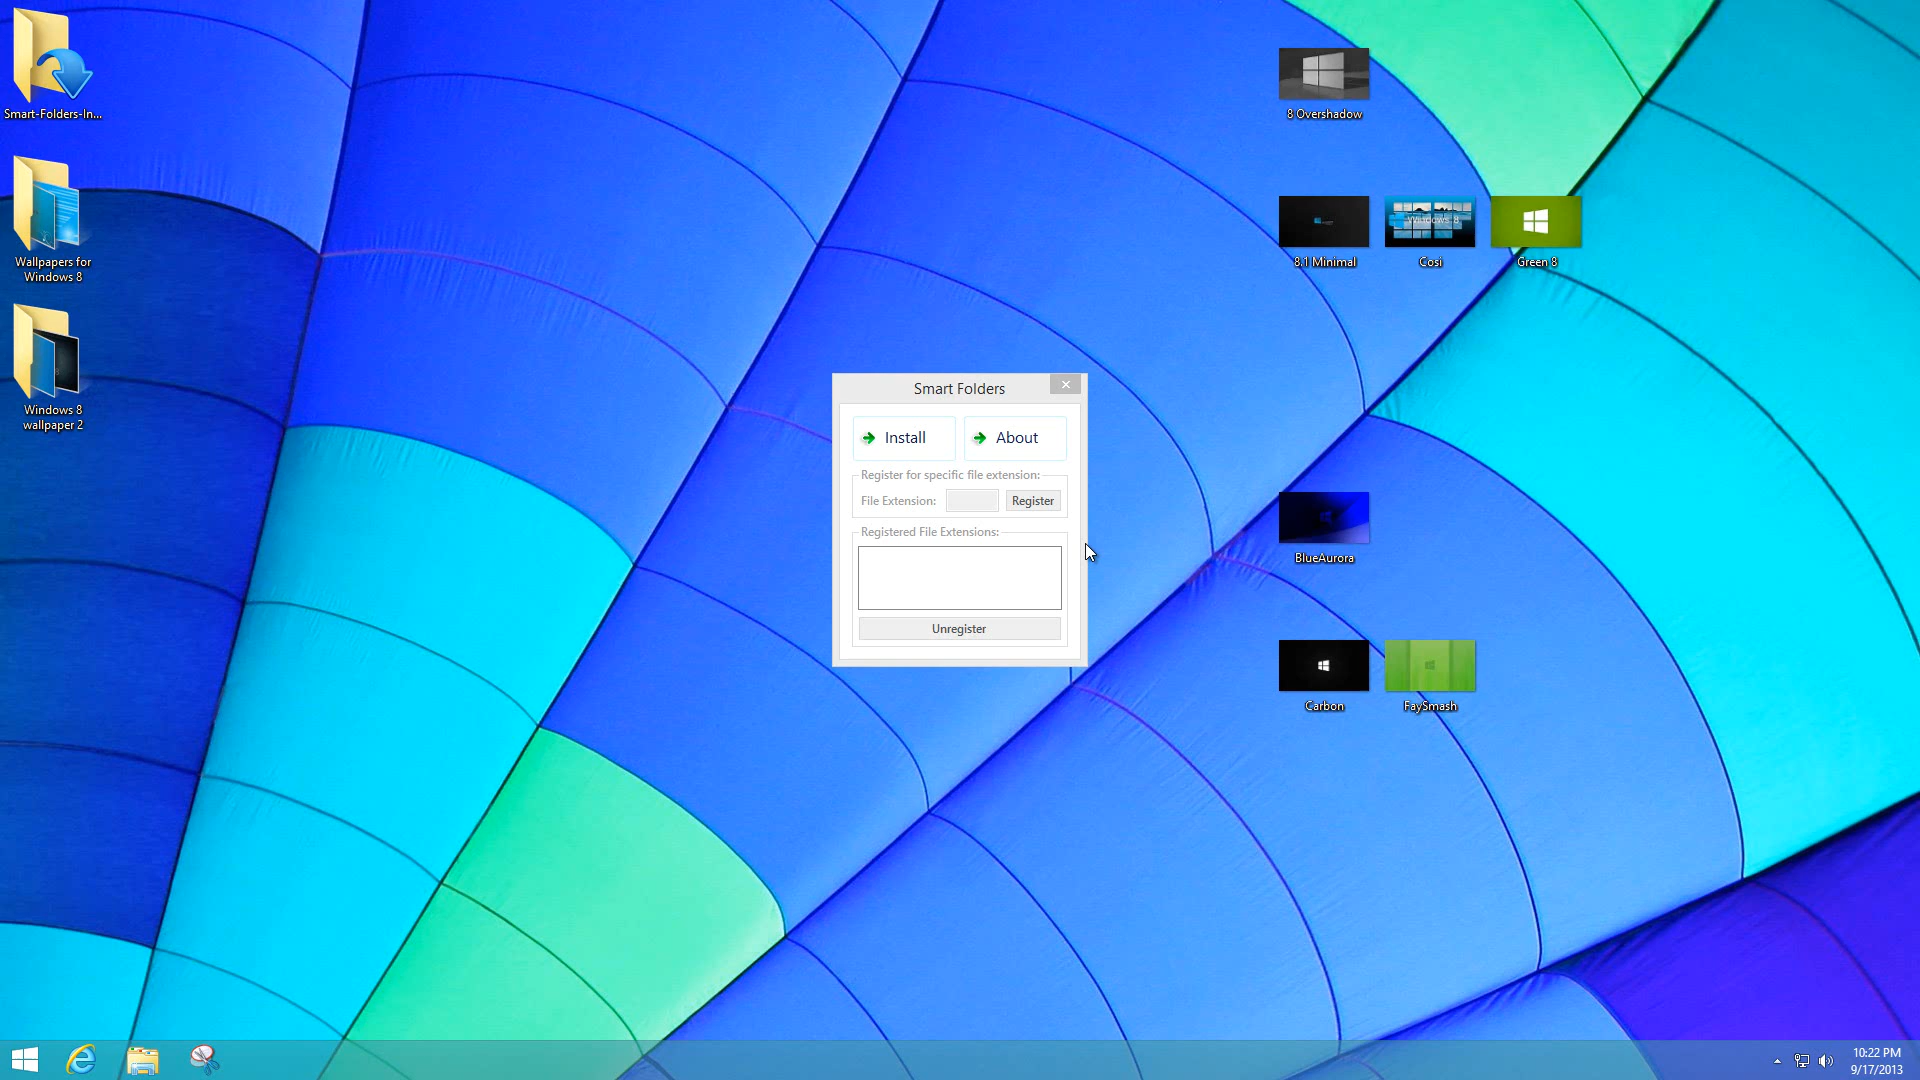 Smart-Folders-In...
Wallpapers for
Windows 8
Windows 8
wallpaper 2
8 Overshadow
8.1 Minimal
Windows 8
Cosi
Green 8
BlueAurora
Carbon
FaySmash
Smart Folders
Install
About
Register for specific file extension:
File Extension:
Register
Registered File Extensions:
Unregister
10:22 PM
9/17/2013